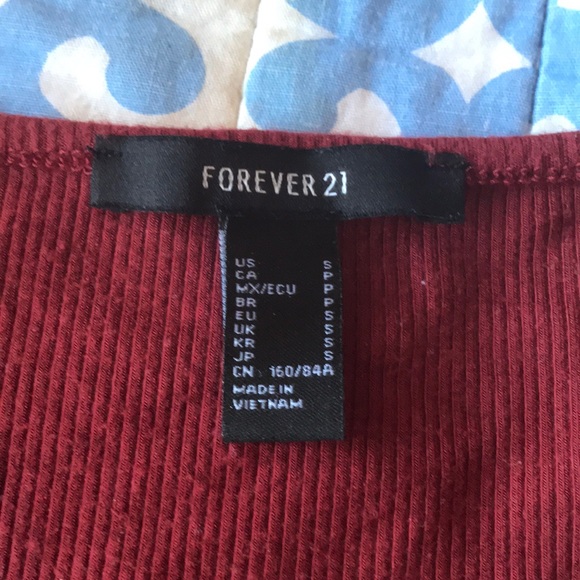 FOREVER 21
US S
CA P
MX/ECU P
BR P
EU S
UK S
KR S
JP S
CN : 160/84A
MADE IN
VIETNAM